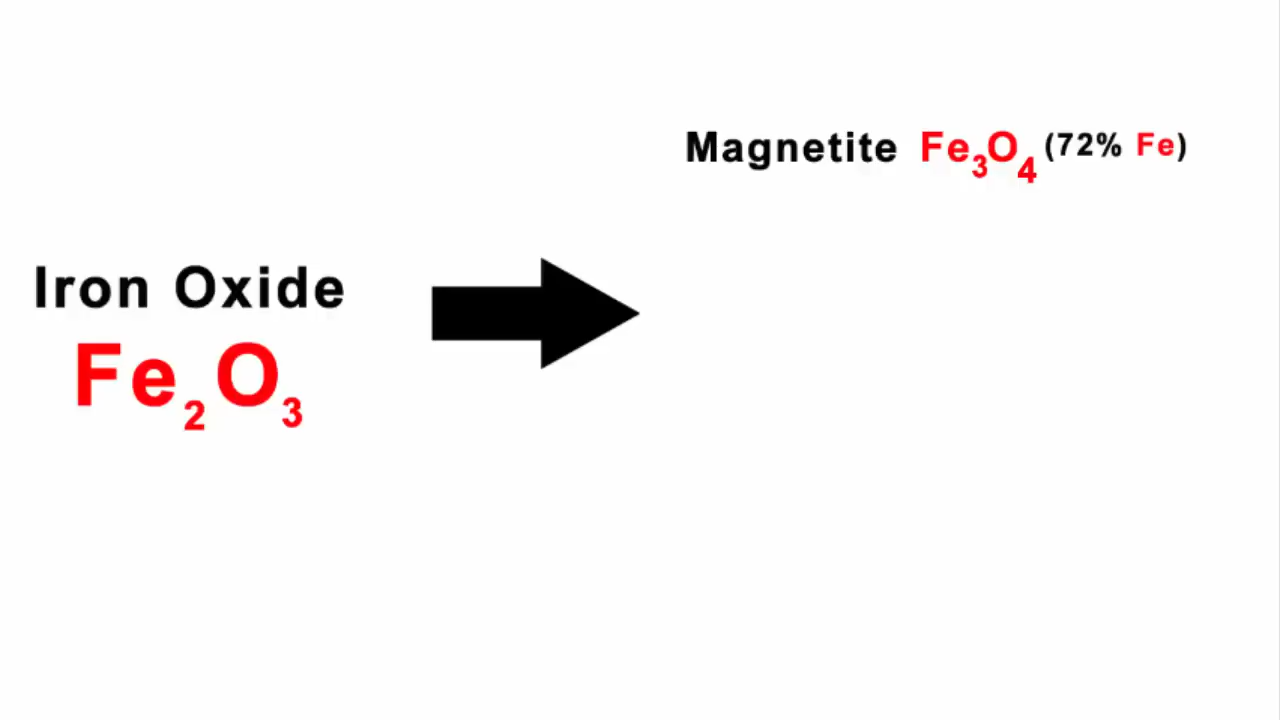 Magnetite Fe₃O₄ (72% Fe)
Iron Oxide
Fe₂O₃